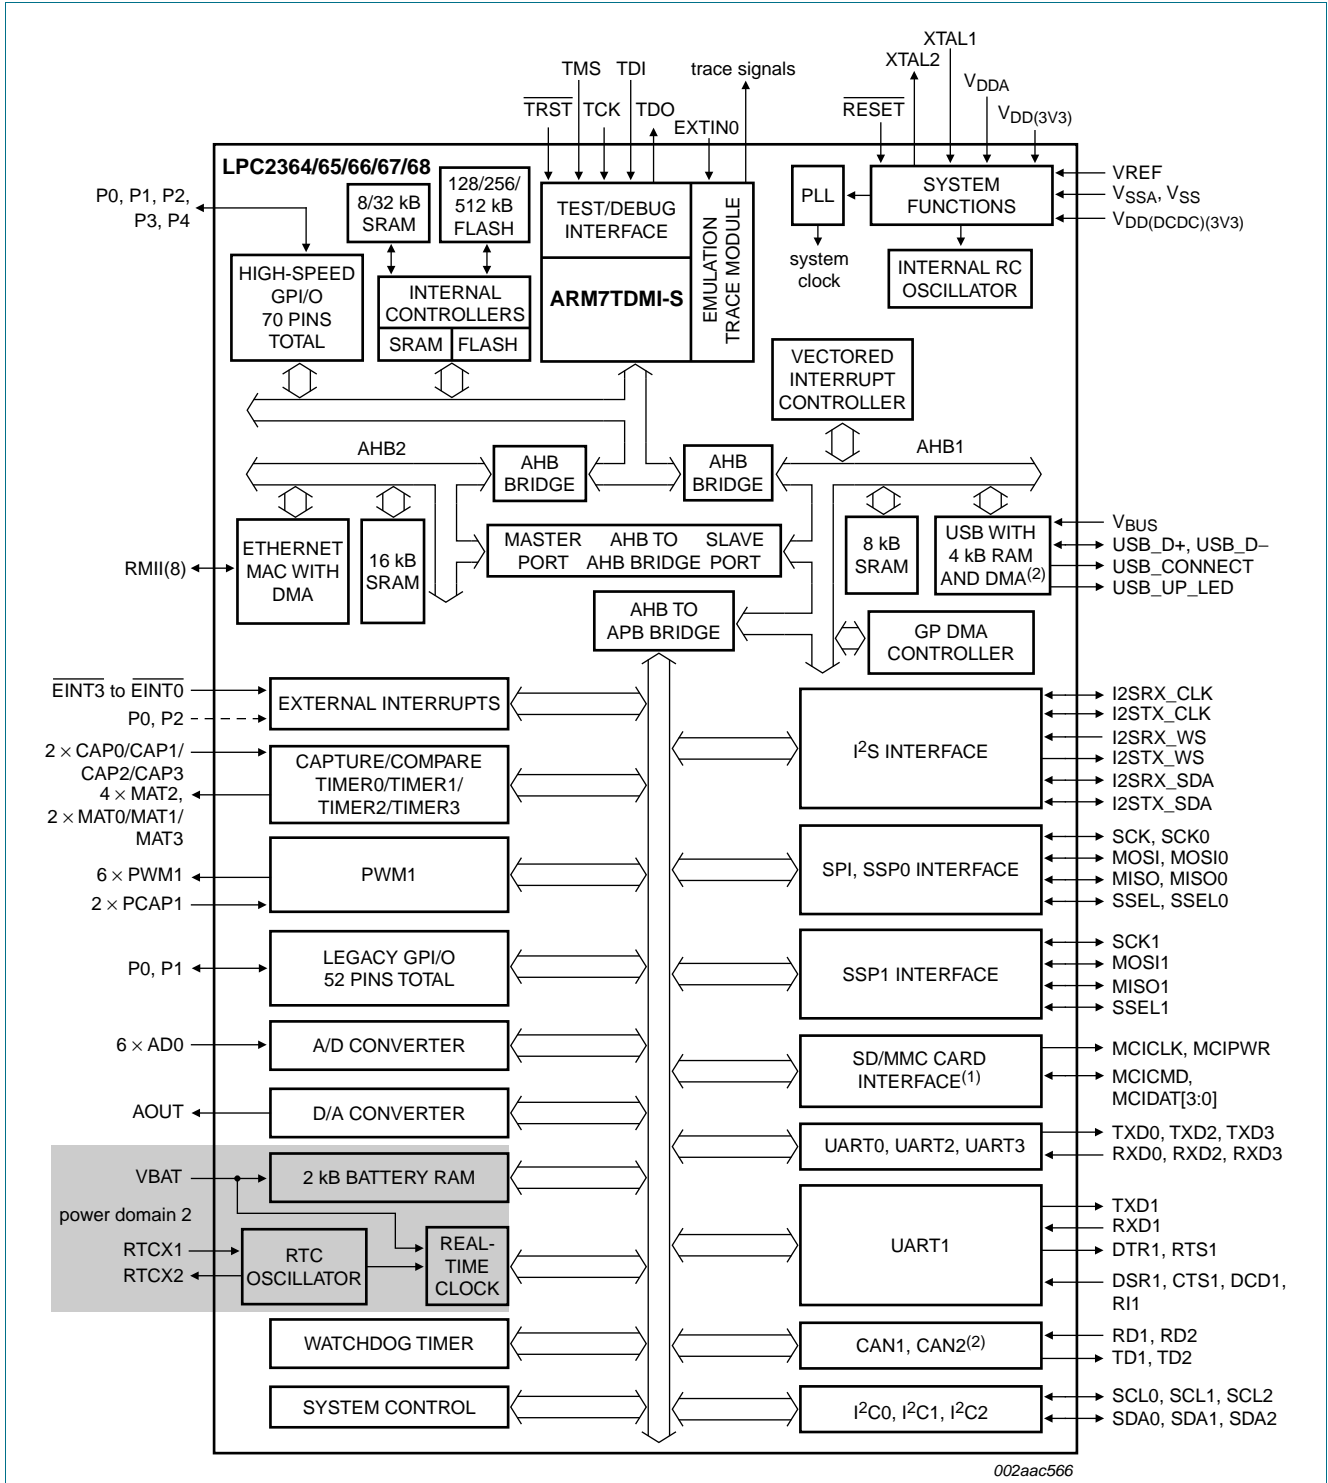 XTAL1
XTAL2
TMS TDI
trace signals
VDDA
TRST TCK
TDO
RESET
VDD(3V3)
EXTIN0
LPC2364/65/66/67/68
P0, P1, P2,
P3, P4
8/32 kB
SRAM
128/256/
512 kB
FLASH
TEST/DEBUG
INTERFACE
EMULATION
TRACE MODULE
PLL
SYSTEM
FUNCTIONS
VREF
VSSA, VSS
VDD(DCDC)(3V3)
system
clock
HIGH-SPEED
GPI/O
70 PINS
TOTAL
INTERNAL
CONTROLLERS
SRAM
FLASH
ARM7TDMI-S
INTERNAL RC
OSCILLATOR
VECTORED
INTERRUPT
CONTROLLER
AHB2
AHB
BRIDGE
AHB
BRIDGE
AHB1
ETHERNET
MAC WITH
DMA
16 kB
SRAM
MASTER
PORT
AHB TO
AHB BRIDGE
SLAVE
PORT
8 kB
SRAM
USB WITH
4 kB RAM
AND DMA(2)
VBUS
USB_D+, USB_D−
USB_CONNECT
USB_UP_LED
RMII(8)
AHB TO
APB BRIDGE
GP DMA
CONTROLLER
EINT3 to EINT0
P0, P2
EXTERNAL INTERRUPTS
I2S INTERFACE
I2SRX_CLK
I2STX_CLK
I2SRX_WS
I2STX_WS
I2SRX_SDA
I2STX_SDA
2 × CAP0/CAP1/
CAP2/CAP3
4 × MAT2,
2 × MAT0/MAT1/
MAT3
CAPTURE/COMPARE
TIMER0/TIMER1/
TIMER2/TIMER3
6 × PWM1
2 × PCAP1
PWM1
SPI, SSP0 INTERFACE
SCK, SCK0
MOSI, MOSI0
MISO, MISO0
SSEL, SSEL0
P0, P1
LEGACY GPI/O
52 PINS TOTAL
SSP1 INTERFACE
SCK1
MOSI1
MISO1
SSEL1
6 × AD0
A/D CONVERTER
SD/MMC CARD
INTERFACE(1)
MCICLK, MCIPWR
MCICMD,
MCIDAT[3:0]
AOUT
D/A CONVERTER
UART0, UART2, UART3
TXD0, TXD2, TXD3
RXD0, RXD2, RXD3
VBAT
2 kB BATTERY RAM
power domain 2
RTCX1
RTCX2
RTC
OSCILLATOR
REAL-
TIME
CLOCK
UART1
TXD1
RXD1
DTR1, RTS1
DSR1, CTS1, DCD1,
RI1
WATCHDOG TIMER
CAN1, CAN2(2)
RD1, RD2
TD1, TD2
SYSTEM CONTROL
I2C0, I2C1, I2C2
SCL0, SCL1, SCL2
SDA0, SDA1, SDA2
002aac566